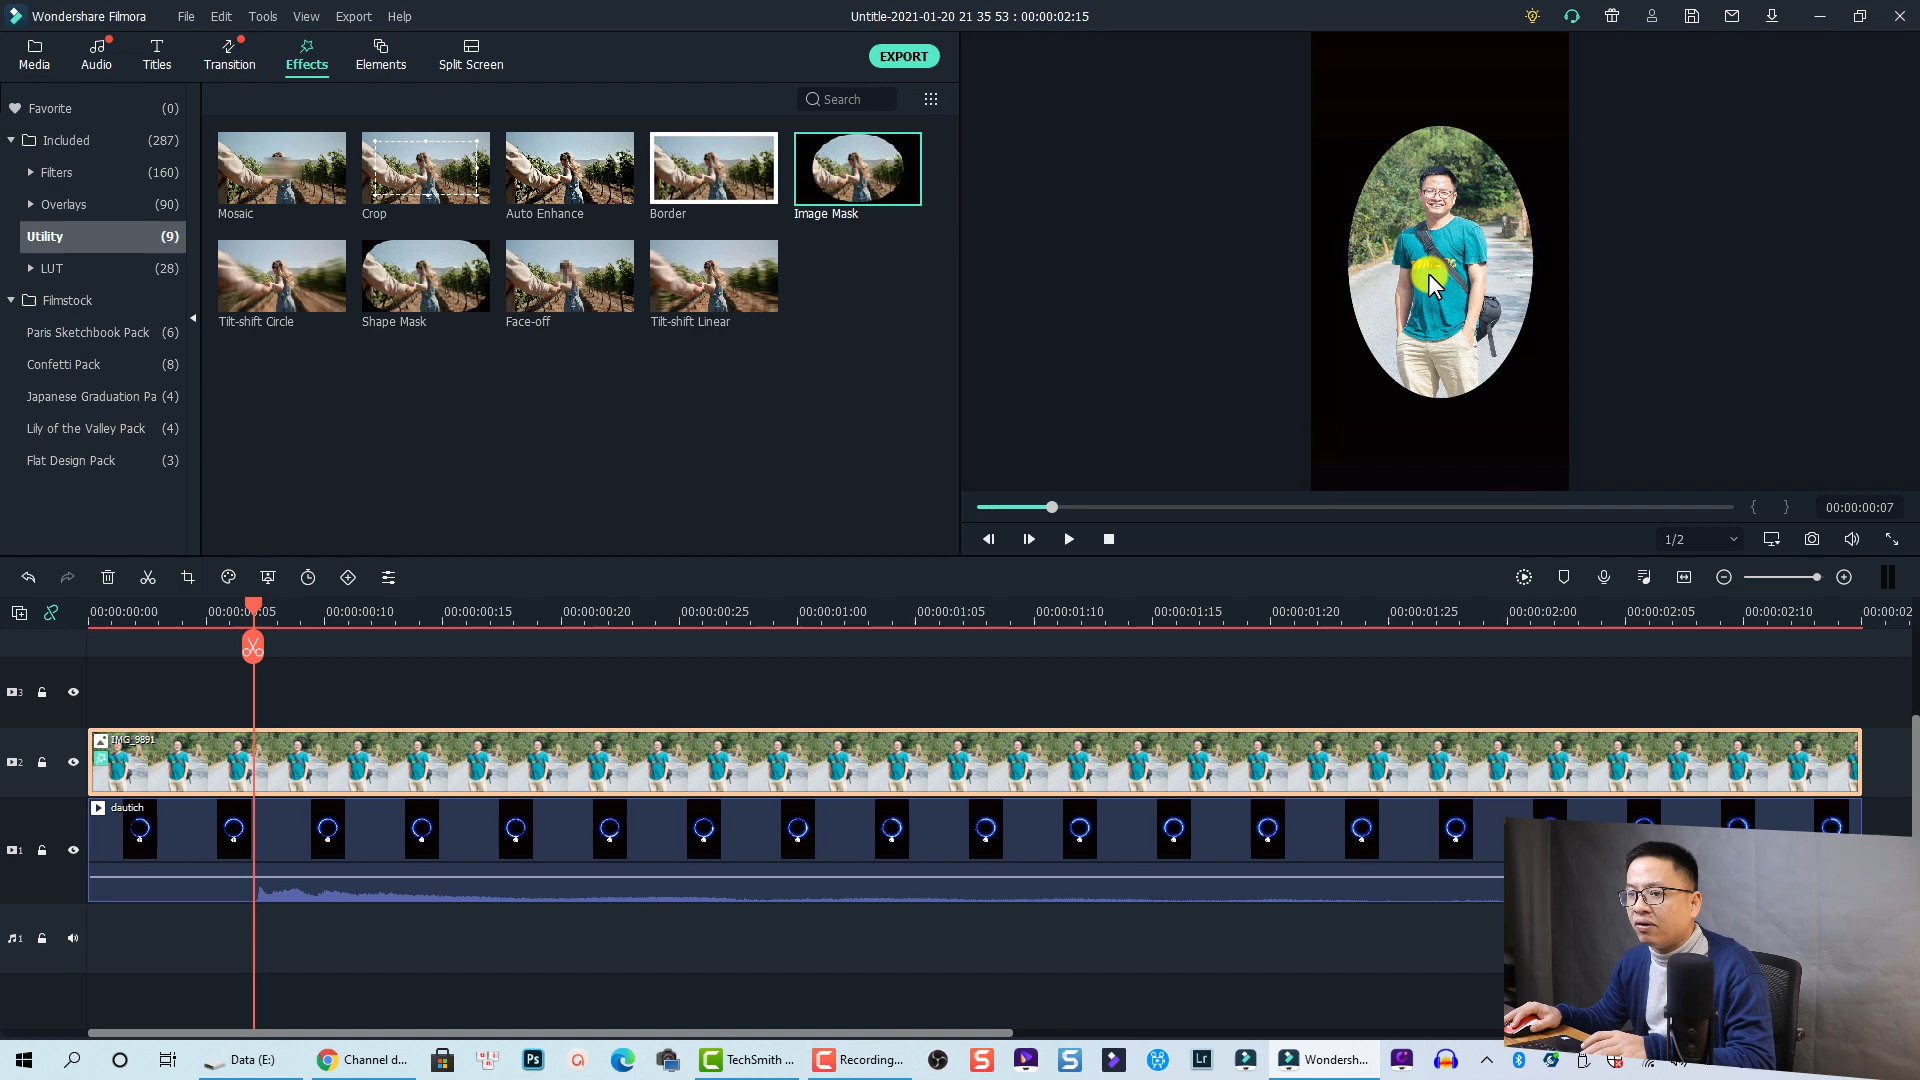 Wondershare Filmora
File
Edit
Tools
View
Export
Help
Untitle-2021-01-20 21 35 53 : 00:00:02:15
Media
Audio
Titles
Transition
Effects
Elements
Split Screen
EXPORT
Favorite (0)
Included (287)
Filters (160)
Overlays (90)
Utility (9)
LUT (28)
Filmstock
Paris Sketchbook Pack (6)
Confetti Pack (8)
Japanese Graduation Pa (4)
Lily of the Valley Pack (4)
Flat Design Pack (3)
Search
Mosaic
Crop
Auto Enhance
Border
Image Mask
Tilt-shift Circle
Shape Mask
Face-off
Tilt-shift Linear
{ } 00:00:00:07
1/2
00:00:00:00
00:00:00:10
00:00:00:15
00:00:00:20
00:00:00:25
00:00:01:00
00:00:01:05
00:00:01:10
00:00:01:15
00:00:01:20
00:00:01:25
00:00:02:00
00:00:02:05
00:00:02:10
00:00:02
3
2
IMG_9891
1
dautich
1
Data (E:)
Channel d...
Ps
TechSmith ...
Recording...
Lr
Wondersh...